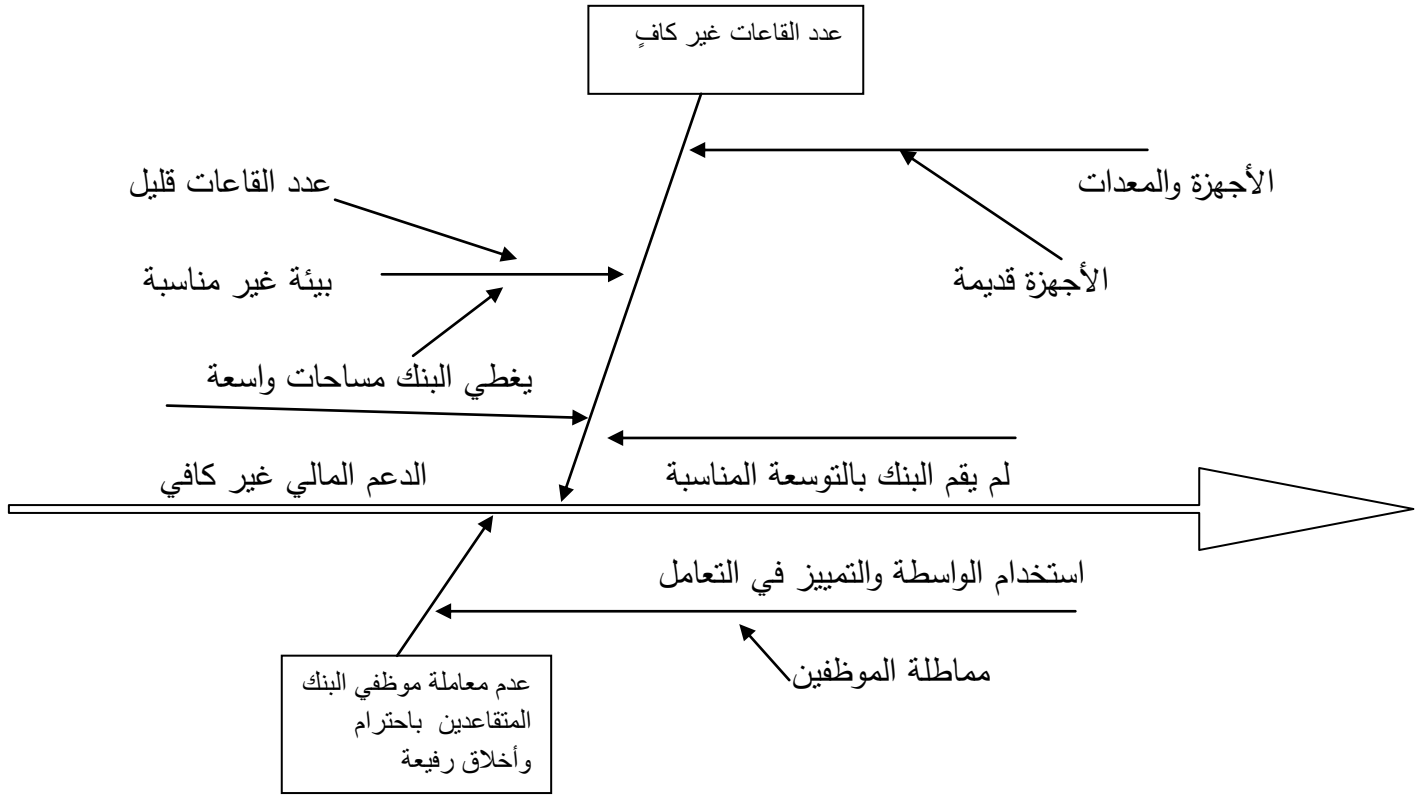 عدد القاعات غير كافٍ
الأجهزة والمعدات
عدد القاعات قليل
الأجهزة قديمة
بيئة غير مناسبة
يغطي البنك مساحات واسعة
لم يقم البنك بالتوسعة المناسبة
الدعم المالي غير كافي
استخدام الواسطة والتمييز في التعامل
مماطلة الموظفين
عدم معاملة موظفي البنك
المتقاعدين باحترام
وأخلاق رفيعة